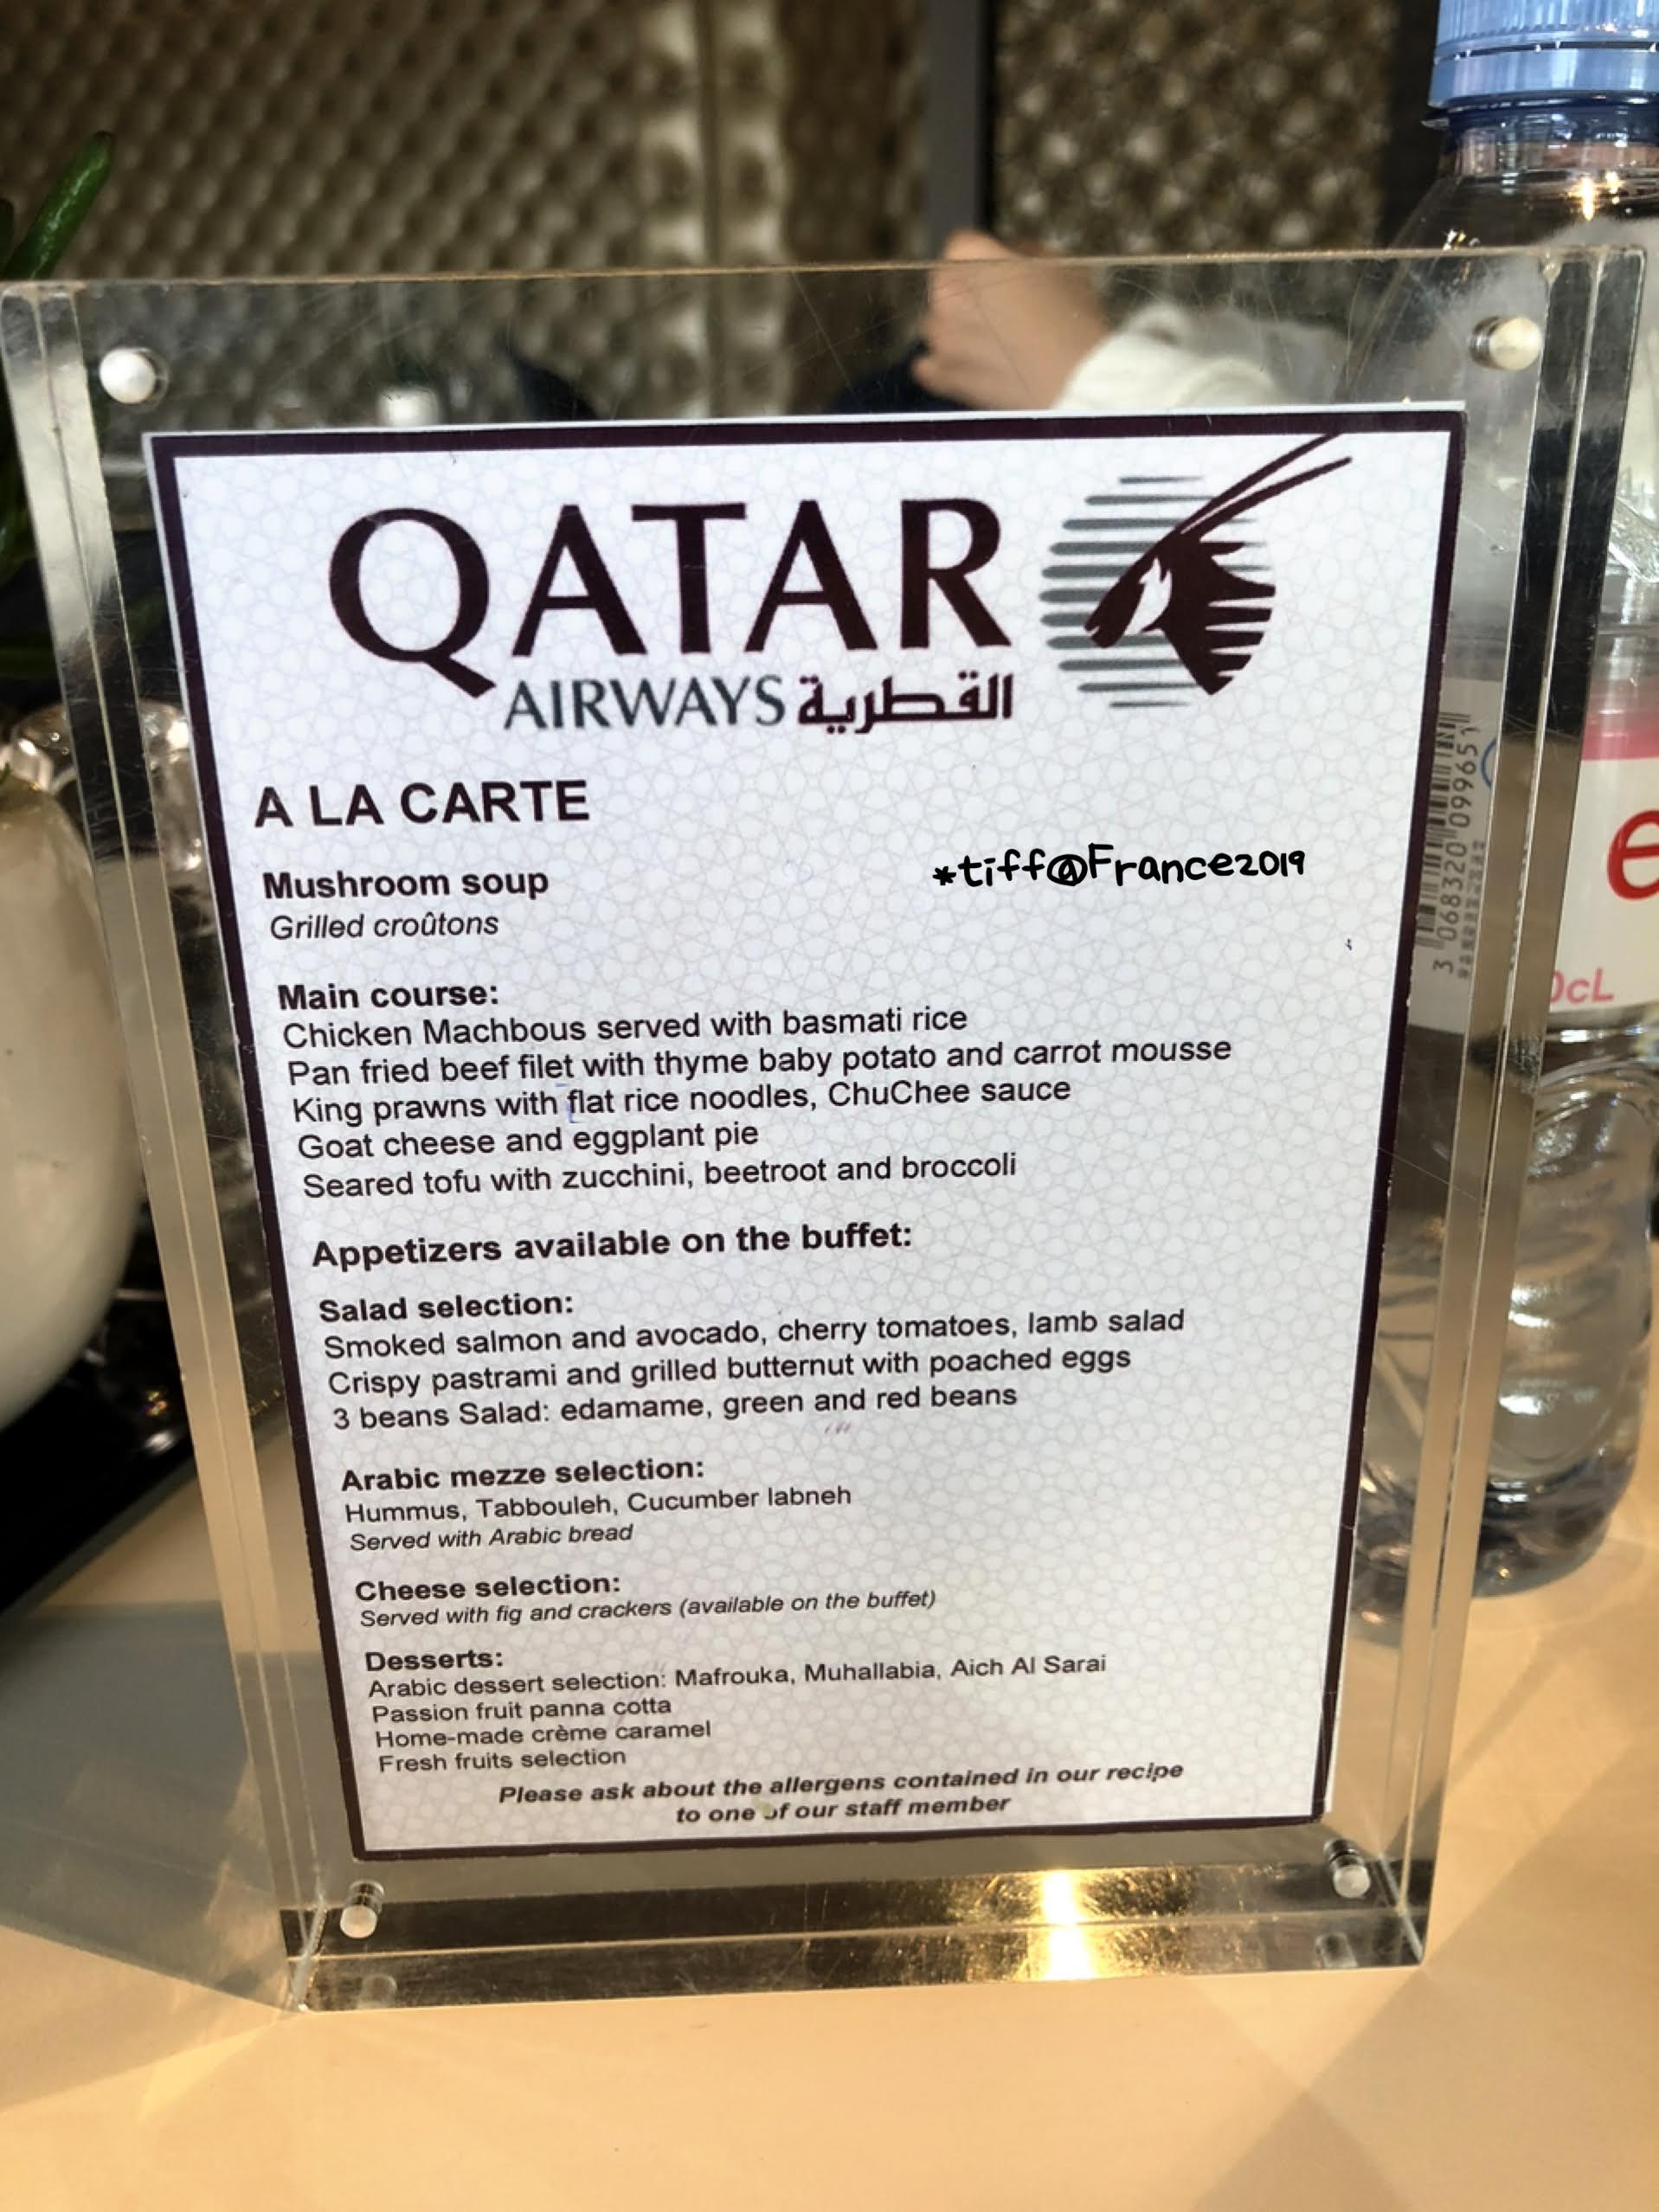 QATAR
AIRWAYS القطرية
A LA CARTE
*tiff@France2019
Mushroom soup
Grilled croûtons
Main course:
Chicken Machbous served with basmati rice
Pan fried beef filet with thyme baby potato and carrot mousse
King prawns with flat rice noodles, ChuChee sauce
Goat cheese and eggplant pie
Seared tofu with zucchini, beetroot and broccoli
Appetizers available on the buffet:
Salad selection:
Smoked salmon and avocado, cherry tomatoes, lamb salad
Crispy pastrami and grilled butternut with poached eggs
3 beans Salad: edamame, green and red beans
Arabic mezze selection:
Hummus, Tabbouleh, Cucumber labneh
Served with Arabic bread
Cheese selection:
Served with fig and crackers (available on the buffet)
Desserts:
Arabic dessert selection: Mafrouka, Muhallabia, Aich Al Sarai
Passion fruit panna cotta
Home-made crème caramel
Fresh fruits selection
Please ask about the allergens contained in our recipe
to one of our staff member
3 068320 099651
e
0cL